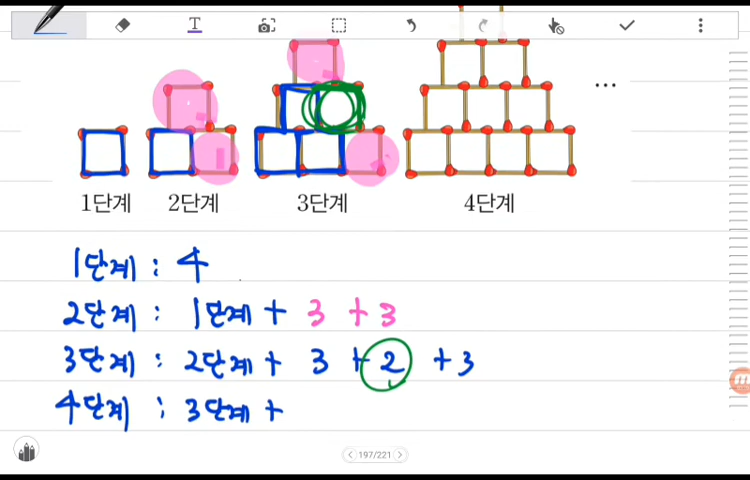 T
...
1단계 2단계 3단계 4단계
1단계 : 4
2단계 : 1단계 + 3 + 3
3단계 : 2단계 + 3 + 2 + 3
4단계 : 3단계 +
< 197/221 >